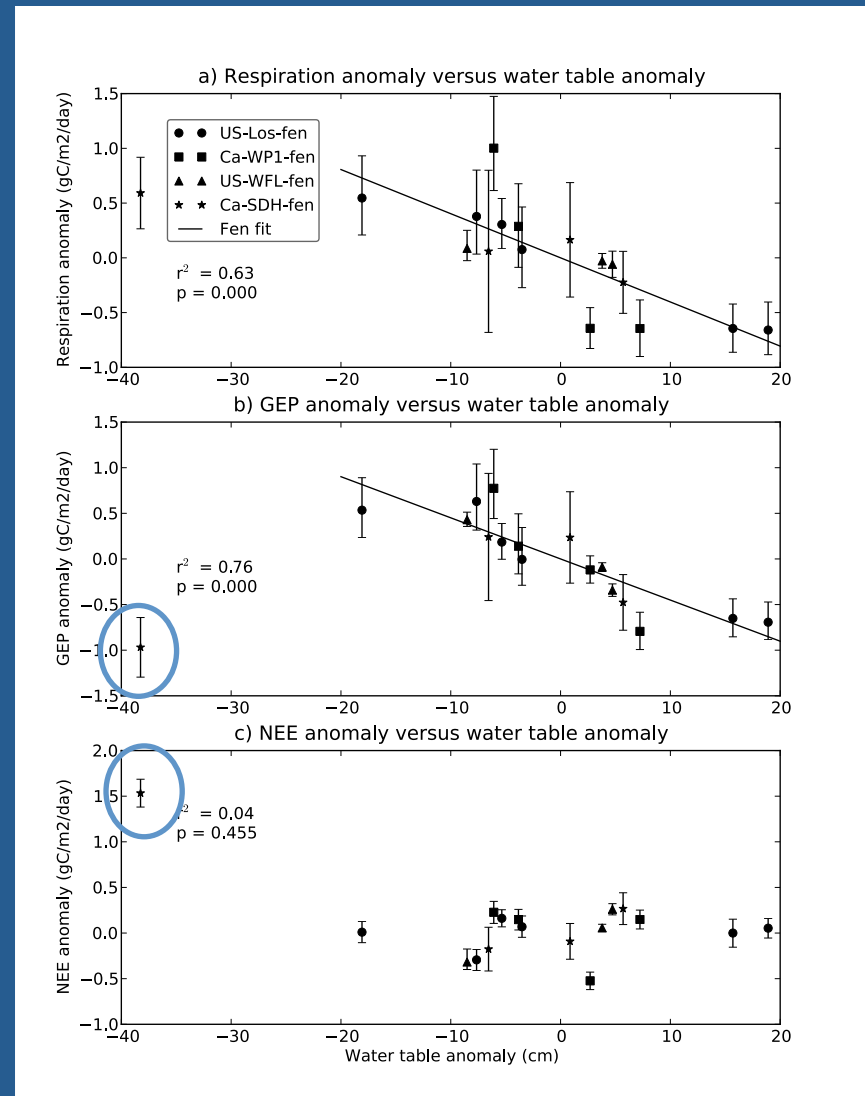 a) Respiration anomaly versus water table anomaly
Respiration anomaly (gC/m2/day)
1.5
1.0
0.5
0.0
−0.5
−1.0
US-Los-fen
Ca-WP1-fen
US-WFL-fen
Ca-SDH-fen
Fen fit
r² = 0.63
p = 0.000
−40 −30 −20 −10 0 10 20
b) GEP anomaly versus water table anomaly
GEP anomaly (gC/m2/day)
1.5
1.0
0.5
0.0
−0.5
−1.0
−1.5
r² = 0.76
p = 0.000
−40 −30 −20 −10 0 10 20
c) NEE anomaly versus water table anomaly
NEE anomaly (gC/m2/day)
2.0
1.5
1.0
0.5
0.0
−0.5
−1.0
r² = 0.04
p = 0.455
−40 −30 −20 −10 0 10 20
Water table anomaly (cm)